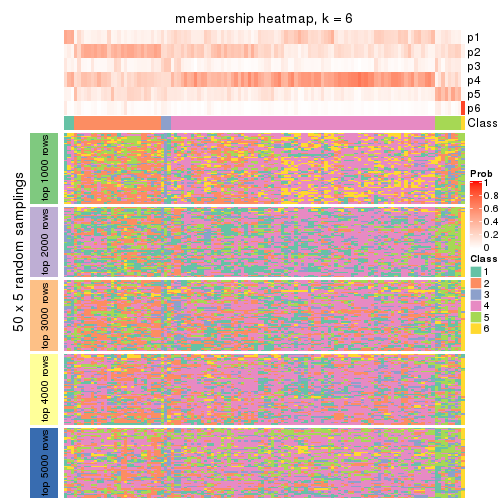 membership heatmap, k = 6
p1
p2
p3
p4
p5
p6
Class
50 x 5 random samplings
top 1000 rows
top 2000 rows
top 3000 rows
top 4000 rows
top 5000 rows
Prob
1
0.8
0.6
0.4
0.2
0
Class
1
2
3
4
5
6